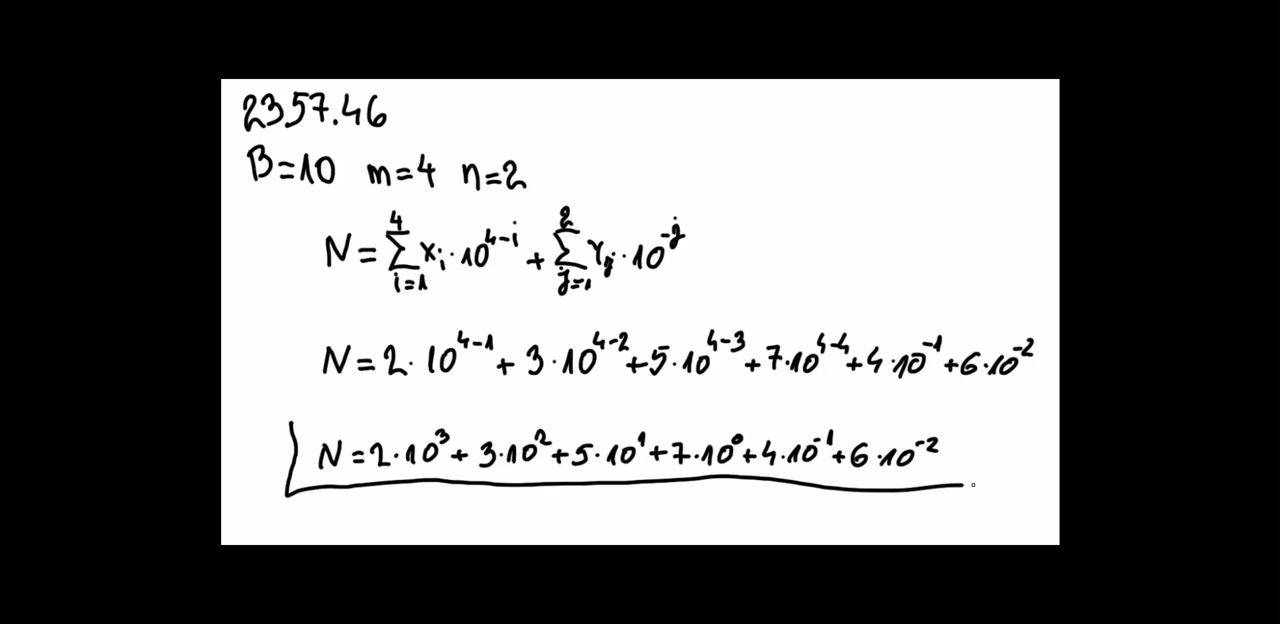 2357.46
B=10 m=4 n=2
N = ∑_{i=1}^{4} x_i · 10^{4-i} + ∑_{j=1}^{2} Y_j · 10^{-j}
N = 2 · 10^{4-1} + 3 · 10^{4-2} + 5 · 10^{4-3} + 7 · 10^{4-4} + 4 · 10^{-1} + 6 · 10^{-2}
N = 2 · 10^3 + 3 · 10^2 + 5 · 10^1 + 7 · 10^0 + 4 · 10^{-1} + 6 · 10^{-2}